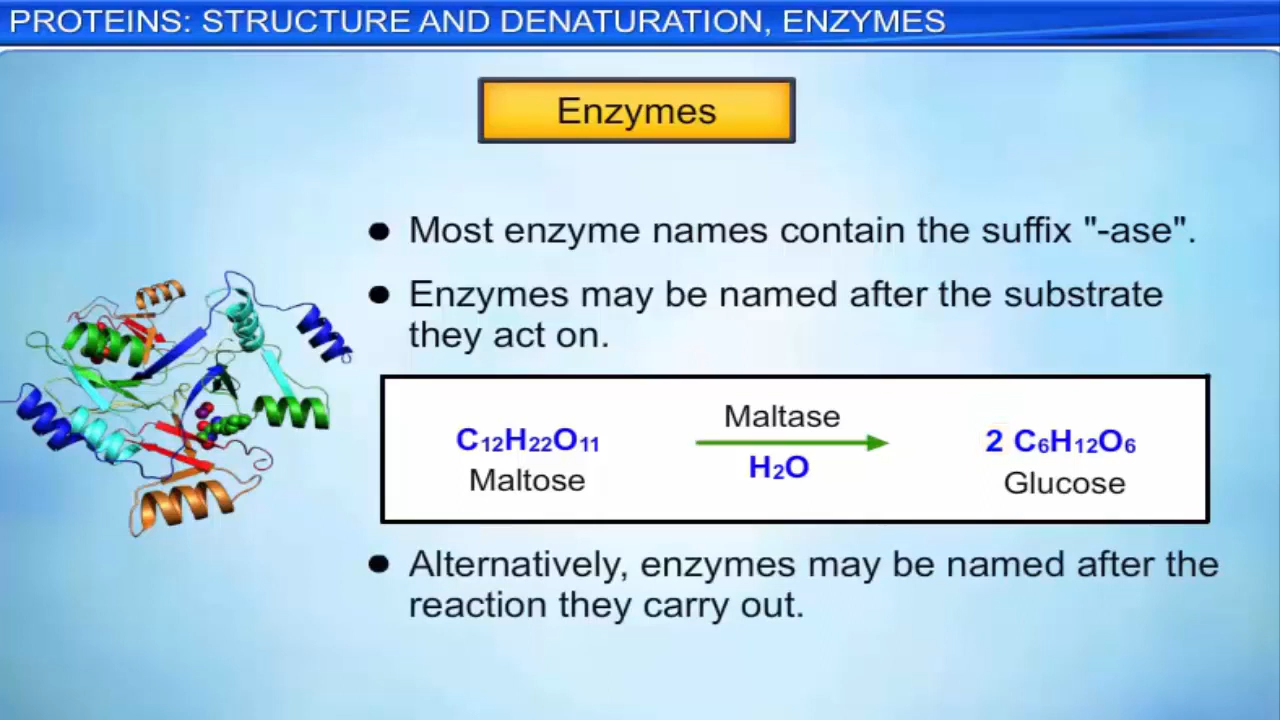 PROTEINS: STRUCTURE AND DENATURATION, ENZYMES
Enzymes
● Most enzyme names contain the suffix "-ase".
● Enzymes may be named after the substrate
they act on.
Maltase
C₁₂H₂₂O₁₁ H₂O 2 C₆H₁₂O₆
Maltose Glucose
● Alternatively, enzymes may be named after the
reaction they carry out.